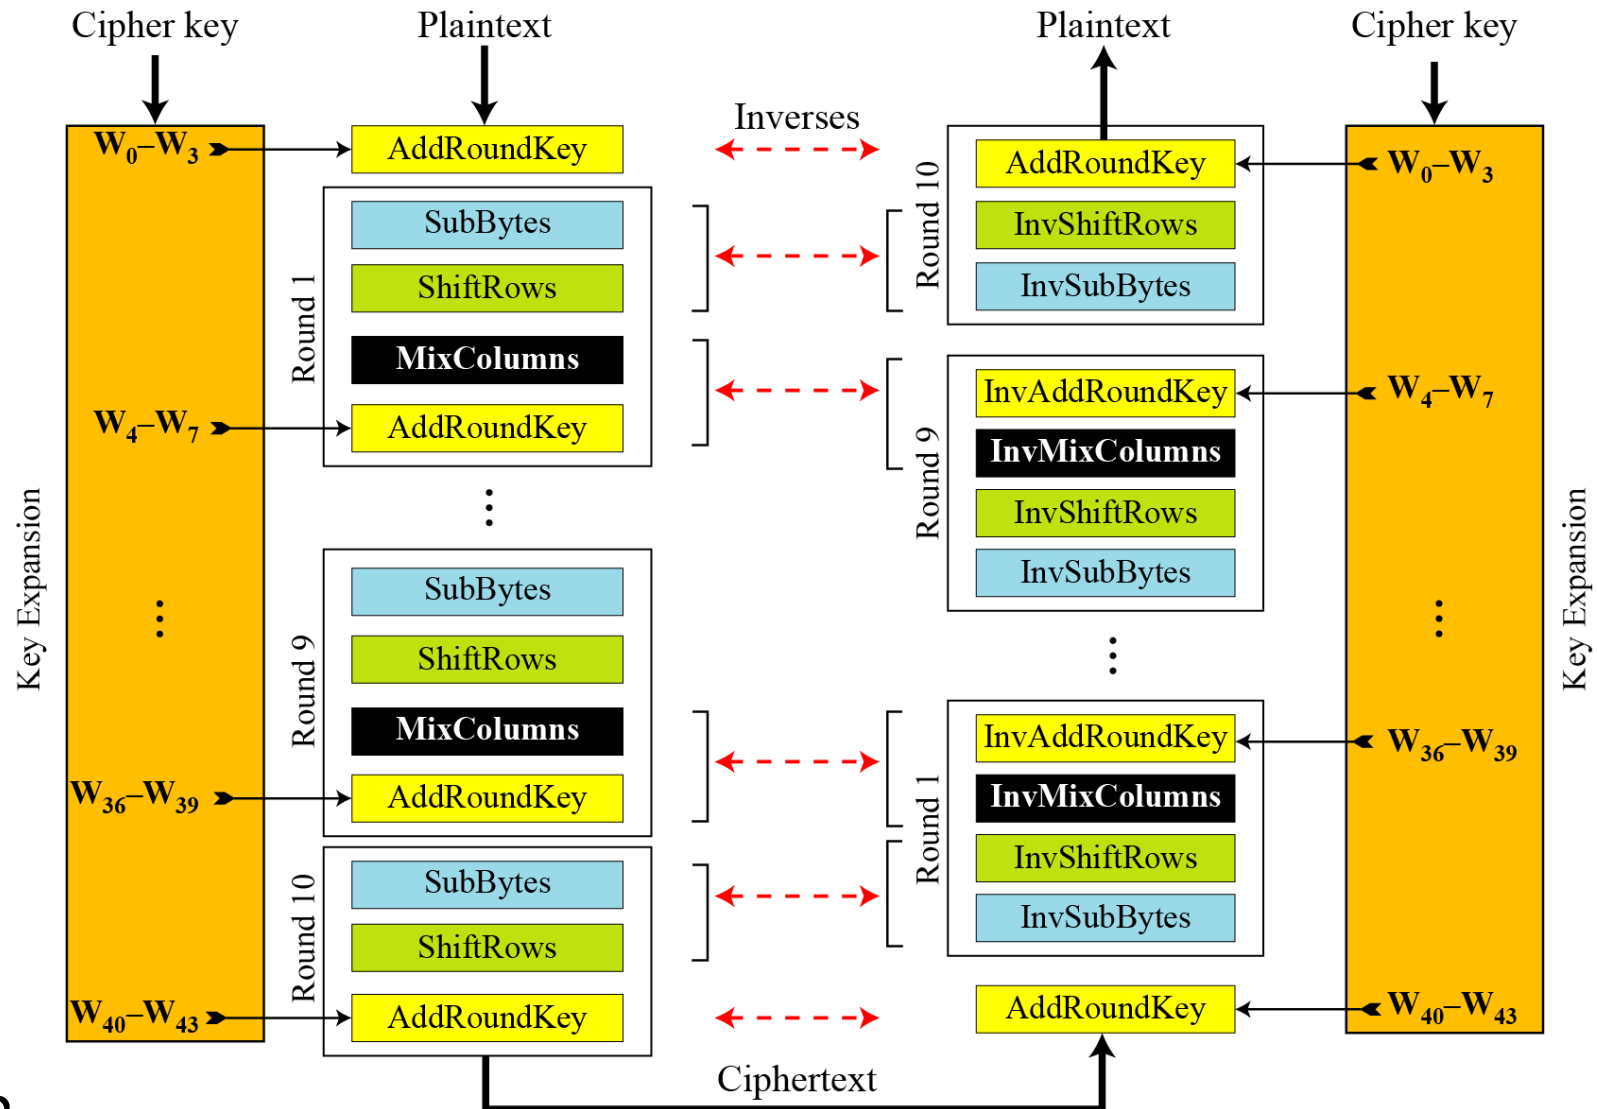 Cipher key
Plaintext
Plaintext
Cipher key
Inverses
W0–W3
AddRoundKey
Round 1
SubBytes
ShiftRows
MixColumns
W4–W7
AddRoundKey
Key Expansion
Round 9
SubBytes
ShiftRows
MixColumns
W36–W39
AddRoundKey
Round 10
SubBytes
ShiftRows
W40–W43
AddRoundKey
Ciphertext
Round 10
AddRoundKey
W0–W3
InvShiftRows
InvSubBytes
Round 9
InvAddRoundKey
W4–W7
InvMixColumns
InvShiftRows
InvSubBytes
Key Expansion
Round 1
InvAddRoundKey
W36–W39
InvMixColumns
InvShiftRows
InvSubBytes
AddRoundKey
W40–W43